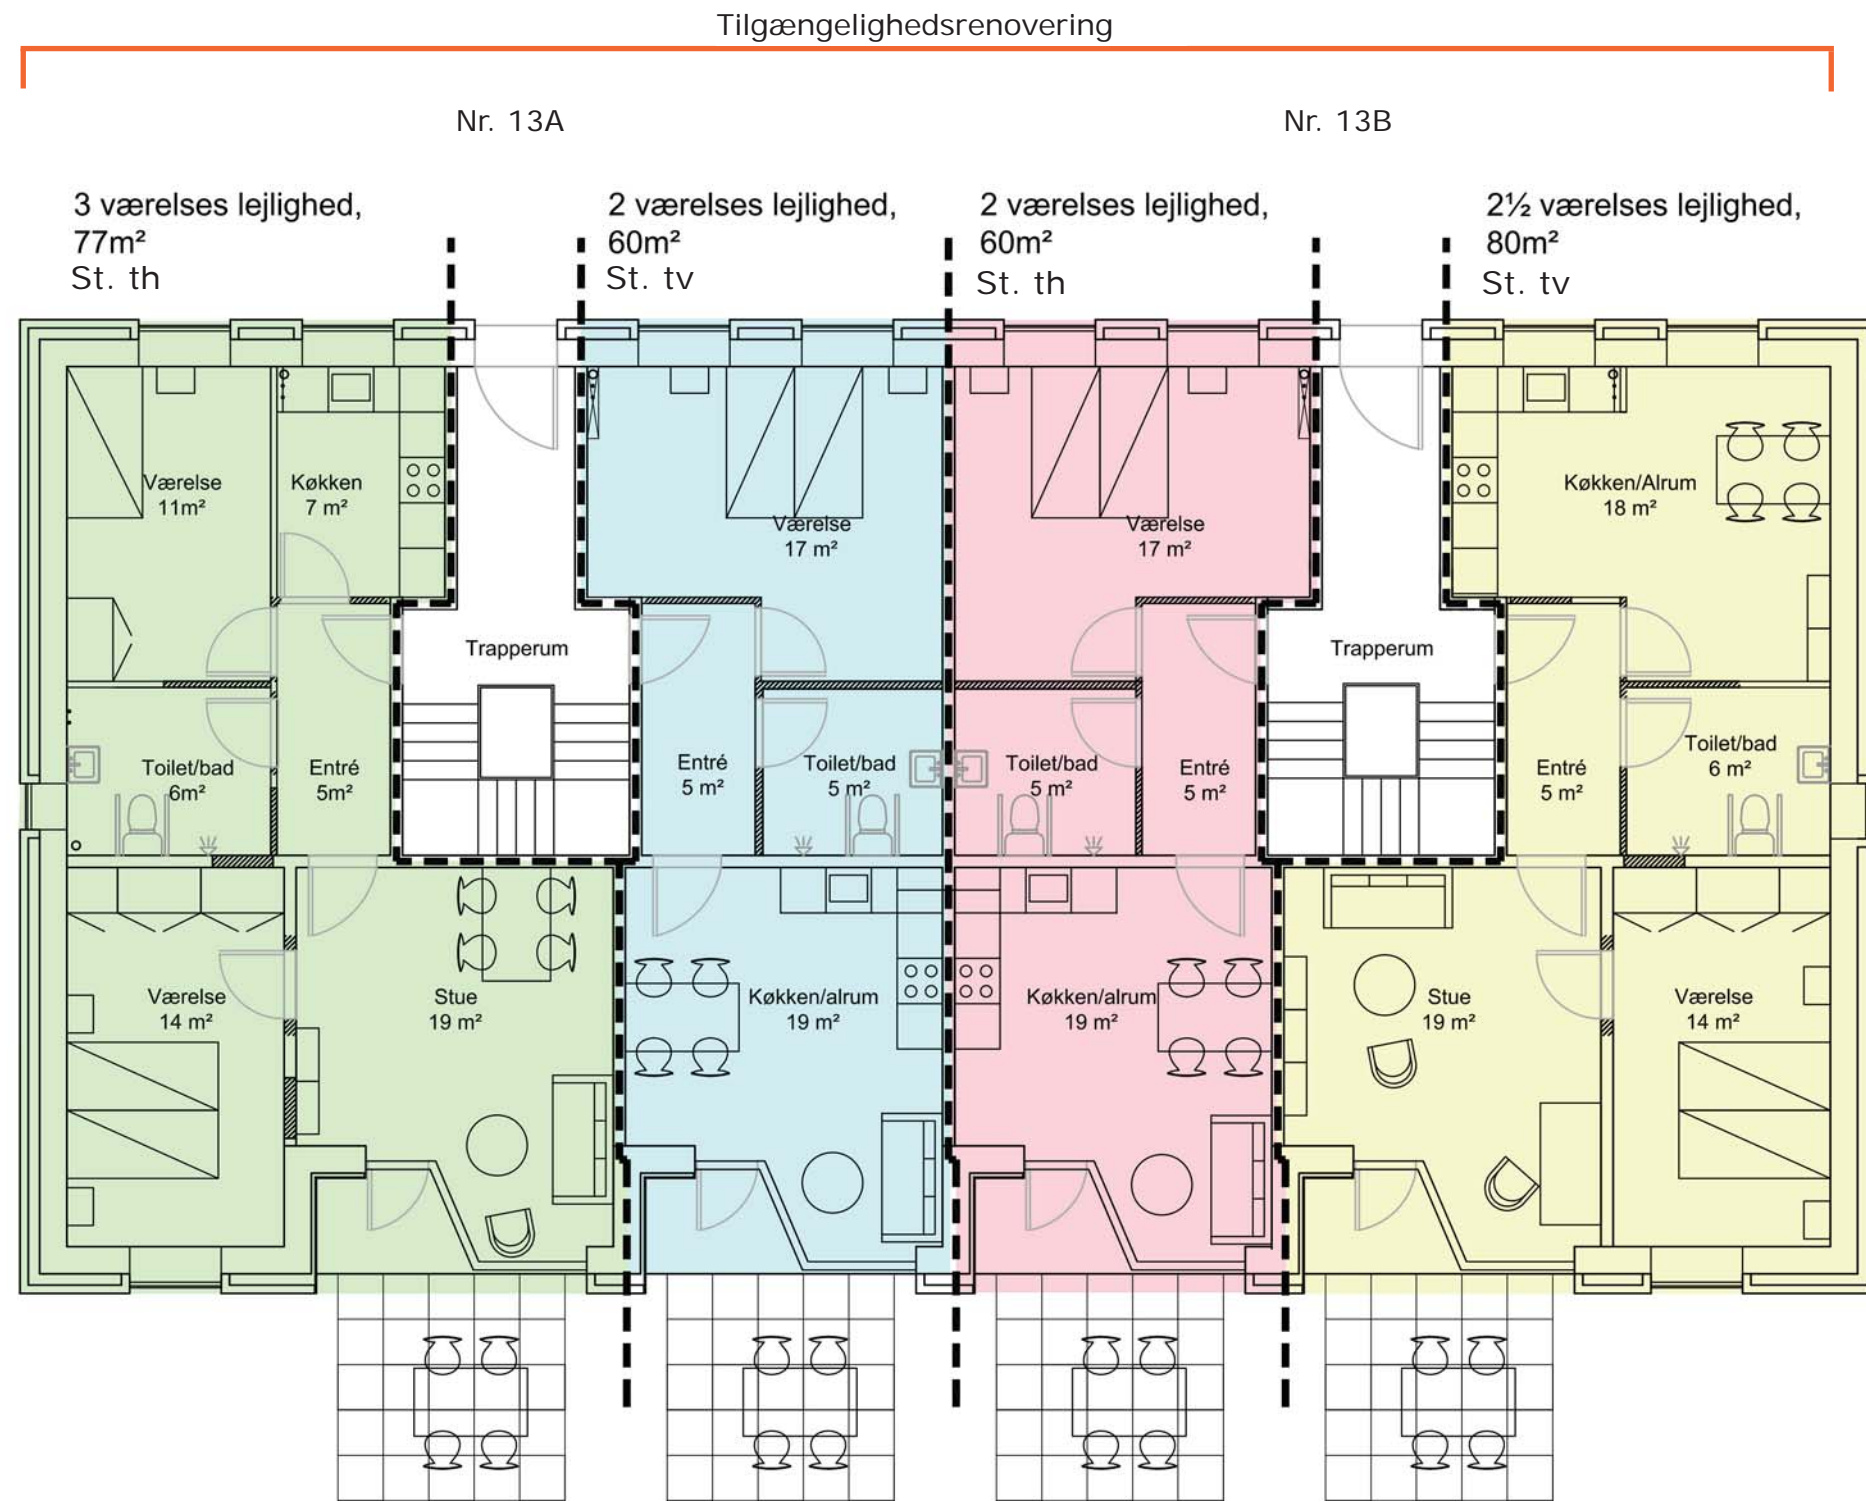 Tilgængelighedsrenovering
Nr. 13A
Nr. 13B
3 værelses lejlighed,
77m²
St. th
2 værelses lejlighed,
60m²
St. tv
2 værelses lejlighed,
60m²
St. th
2½ værelses lejlighed,
80m²
St. tv
Værelse
11m²
Køkken
7 m²
Værelse
17 m²
Værelse
17 m²
Køkken/Alrum
18 m²
Trapperum
Trapperum
Toilet/bad
6m²
Entré
5m²
Entré
5 m²
Toilet/bad
5 m²
Toilet/bad
5 m²
Entré
5 m²
Entré
5 m²
Toilet/bad
6 m²
Værelse
14 m²
Stue
19 m²
Køkken/alrum
19 m²
Køkken/alrum
19 m²
Stue
19 m²
Værelse
14 m²